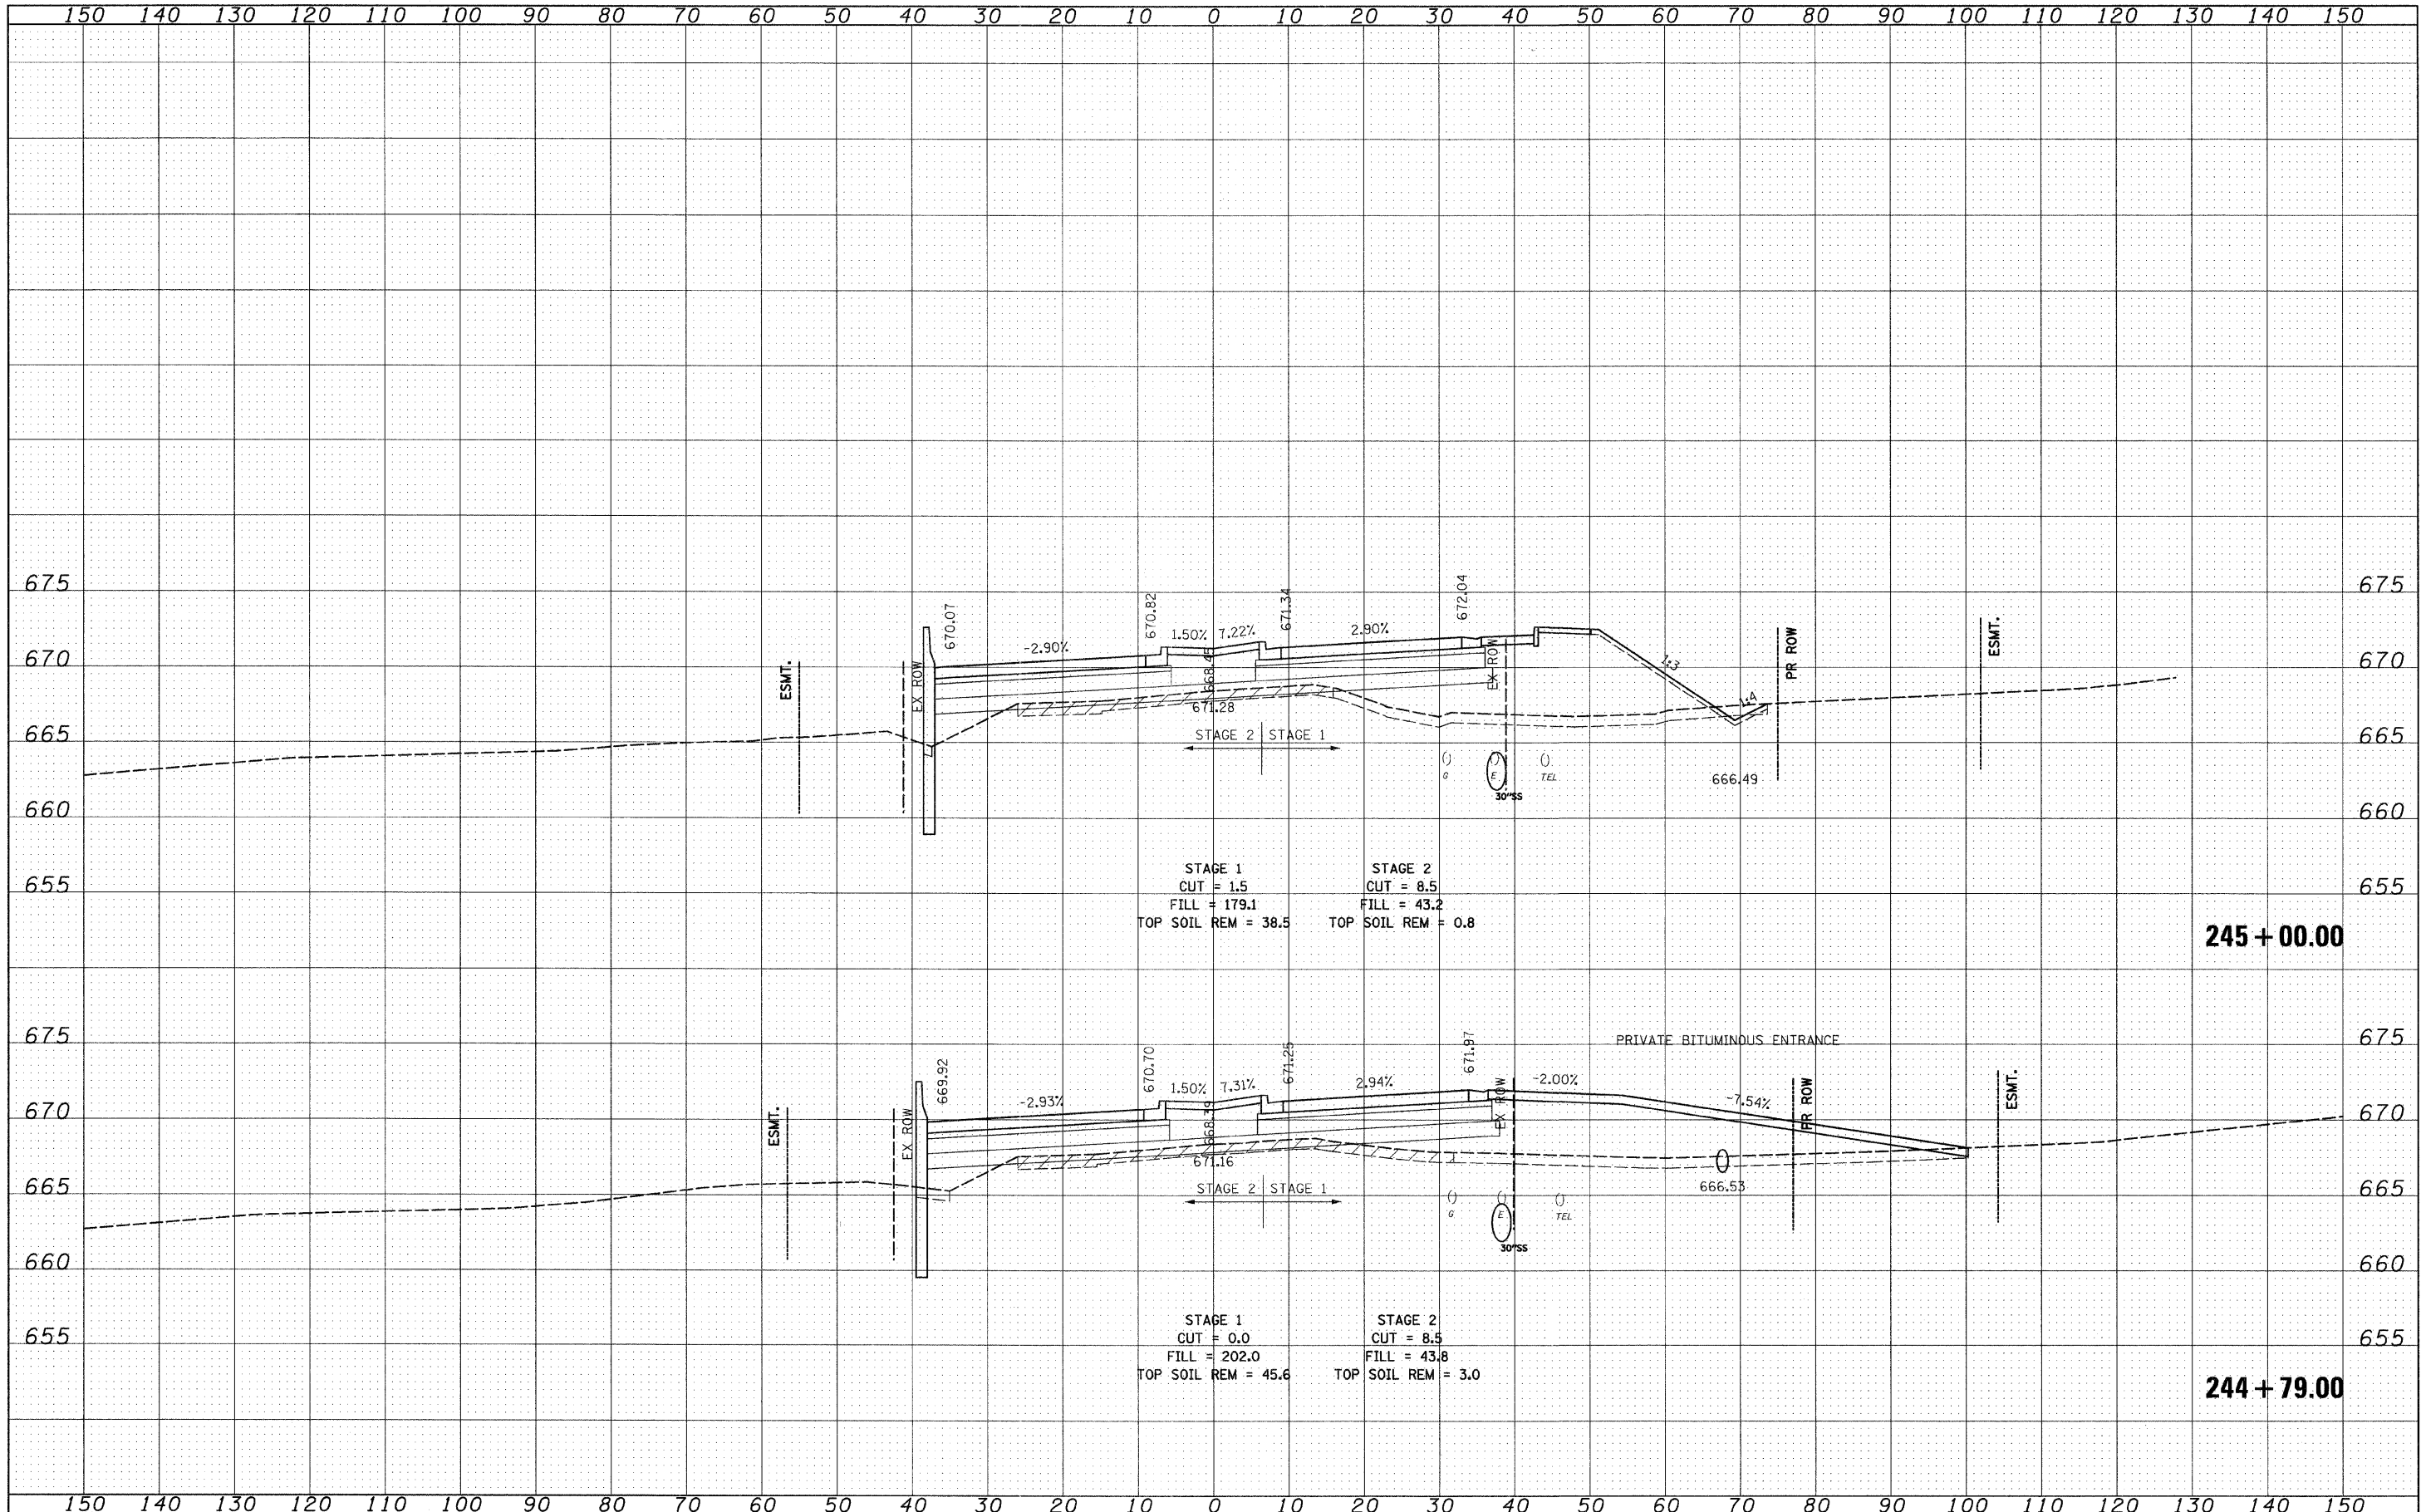 150 140 130 120 110 100 90 80 70 60 50 40 30 20 10 0 10 20 30 40 50 60 70 80 90 100 110 120 130 140 150
675 675
670 670
665 665
660 660
655 655
ESMT.
EX ROW
670.07
-2.90%
670.82
1.50% 7.22%
671.34
2.90%
672.04
EX ROW
1:3
1:4
PR ROW
ESMT.
668.45
671.28
STAGE 2 STAGE 1
G
E
TEL
30"SS
666.49
STAGE 1
CUT = 1.5
FILL = 179.1
TOP SOIL REM = 38.5
STAGE 2
CUT = 8.5
FILL = 43.2
TOP SOIL REM = 0.8
245+00.00
675 675
670 670
665 665
660 660
655 655
PRIVATE BITUMINOUS ENTRANCE
ESMT.
EX ROW
669.92
-2.93%
670.70
1.50% 7.31%
671.25
2.94%
671.97
EX ROW
-2.00%
-7.54%
PR ROW
ESMT.
668.39
671.16
STAGE 2 STAGE 1
G
E
TEL
30"SS
666.53
STAGE 1
CUT = 0.0
FILL = 202.0
TOP SOIL REM = 45.6
STAGE 2
CUT = 8.5
FILL = 43.8
TOP SOIL REM = 3.0
244+79.00
150 140 130 120 110 100 90 80 70 60 50 40 30 20 10 0 10 20 30 40 50 60 70 80 90 100 110 120 130 140 150